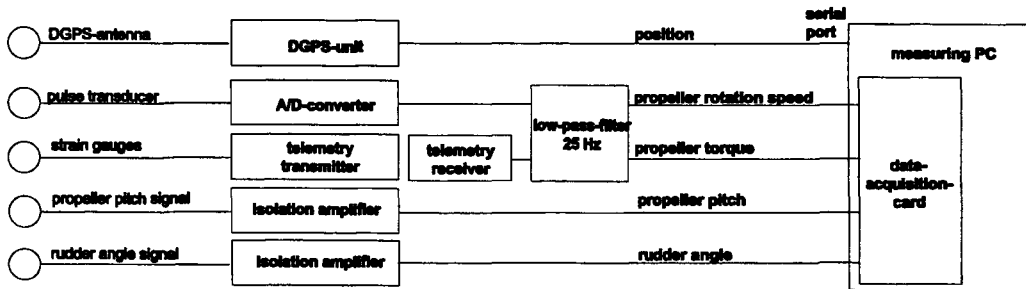 DGPS-antenna
DGPS-unit
position
serial
port
measuring PC
pulse transducer
A/D-converter
low-pass-filter
25 Hz
propeller rotation speed
strain gauges
telemetry
transmitter
telemetry
receiver
propeller torque
data-
acquisition-
card
propeller pitch signal
isolation amplifier
propeller pitch
rudder angle signal
isolation amplifier
rudder angle